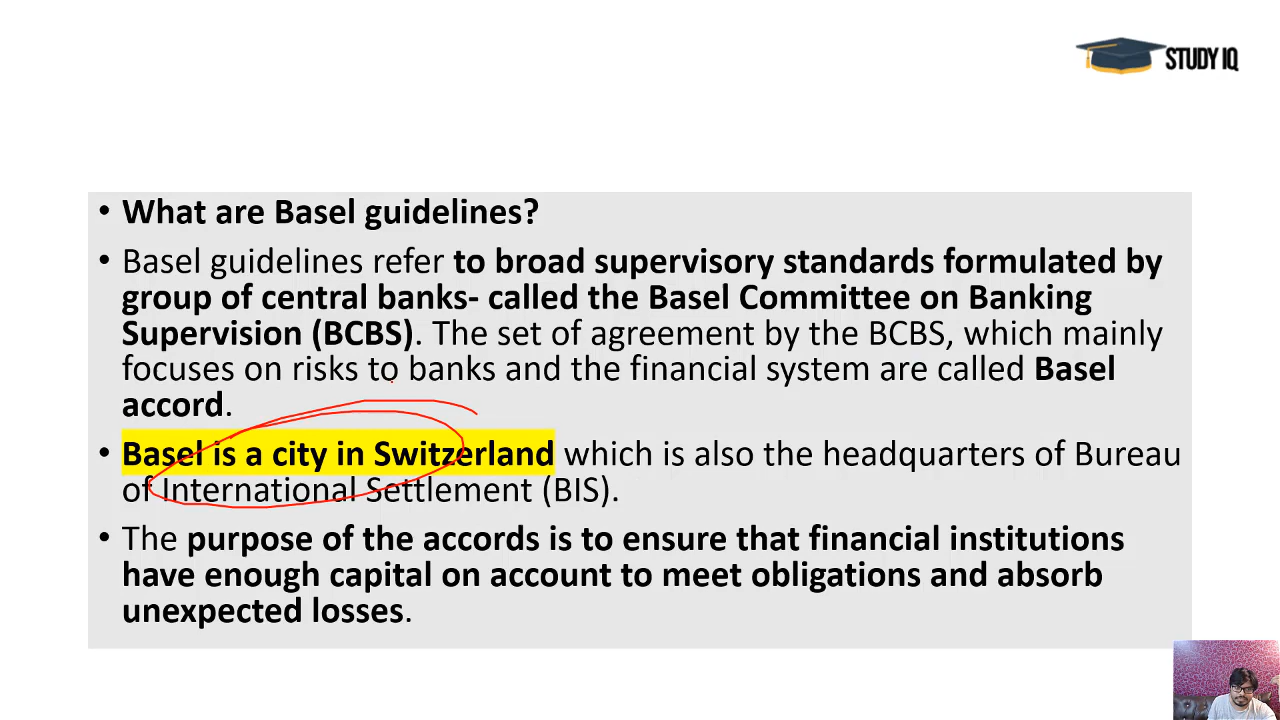 STUDY IQ
• What are Basel guidelines?
• Basel guidelines refer to broad supervisory standards formulated by
group of central banks- called the Basel Committee on Banking
Supervision (BCBS). The set of agreement by the BCBS, which mainly
focuses on risks to banks and the financial system are called Basel
accord.
• Basel is a city in Switzerland which is also the headquarters of Bureau
of International Settlement (BIS).
• The purpose of the accords is to ensure that financial institutions
have enough capital on account to meet obligations and absorb
unexpected losses.